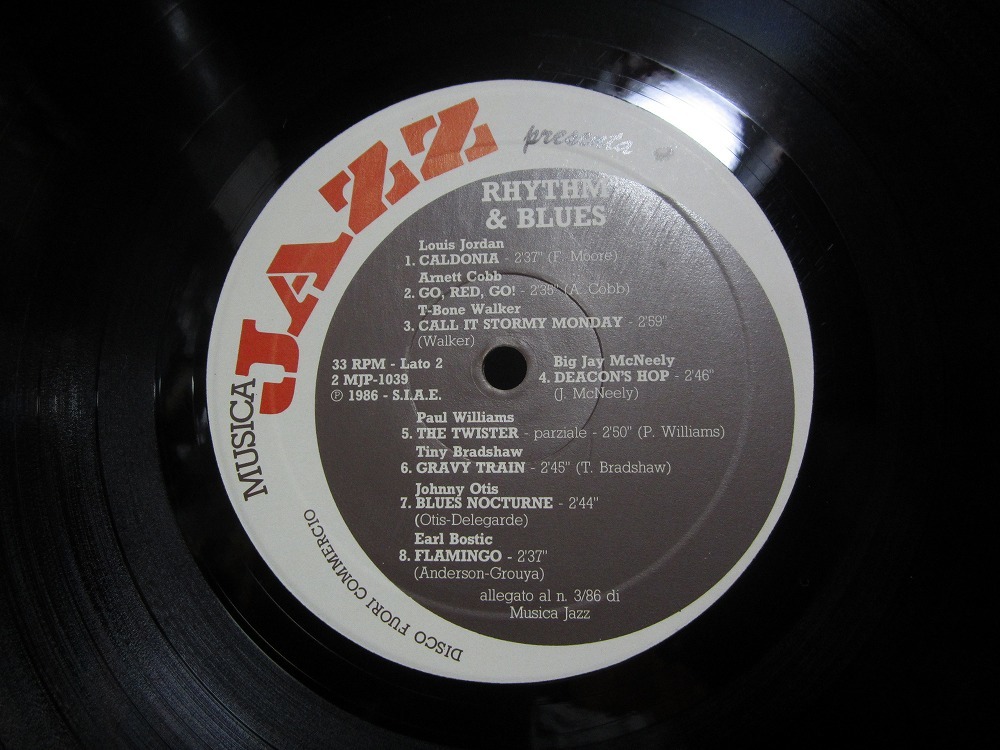 MUSICA JAZZ presents
RHYTHM
& BLUES
Louis Jordan
1. CALDONIA - 2'37" (F. Moore)
Arnett Cobb
2. GO, RED, GO! - 2'35" (A. Cobb)
T-Bone Walker
3. CALL IT STORMY MONDAY - 2'59"
(Walker)
33 RPM - Lato 2
2 MJP-1039
℗ 1986 - S.I.A.E.
Big Jay McNeely
4. DEACON'S HOP - 2'46"
(J. McNeely)
Paul Williams
5. THE TWISTER - parziale - 2'50" (P. Williams)
Tiny Bradshaw
6. GRAVY TRAIN - 2'45" (T. Bradshaw)
Johnny Otis
7. BLUES NOCTURNE - 2'44"
(Otis-Delegarde)
Earl Bostic
8. FLAMINGO - 2'37"
(Anderson-Grouya)
allegato al n. 3/86 di
Musica Jazz
DISCO FUORI COMMERCIO